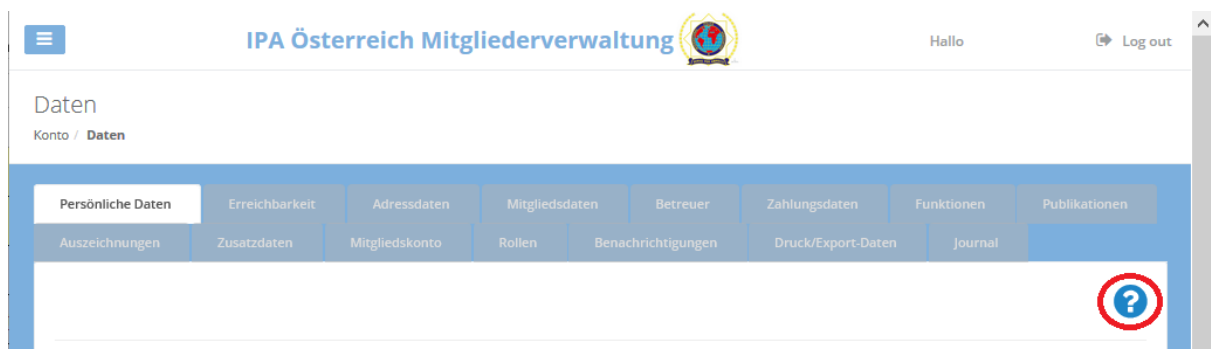 IPA Österreich Mitgliederverwaltung
Hallo
Log out
Daten
Konto / Daten
Persönliche Daten Erreichbarkeit Adressdaten Mitgliedsdaten Betreuer Zahlungsdaten Funktionen Publikationen
Auszeichnungen Zusatzdaten Mitgliedskonto Rollen Benachrichtigungen Druck/Export-Daten Journal
?